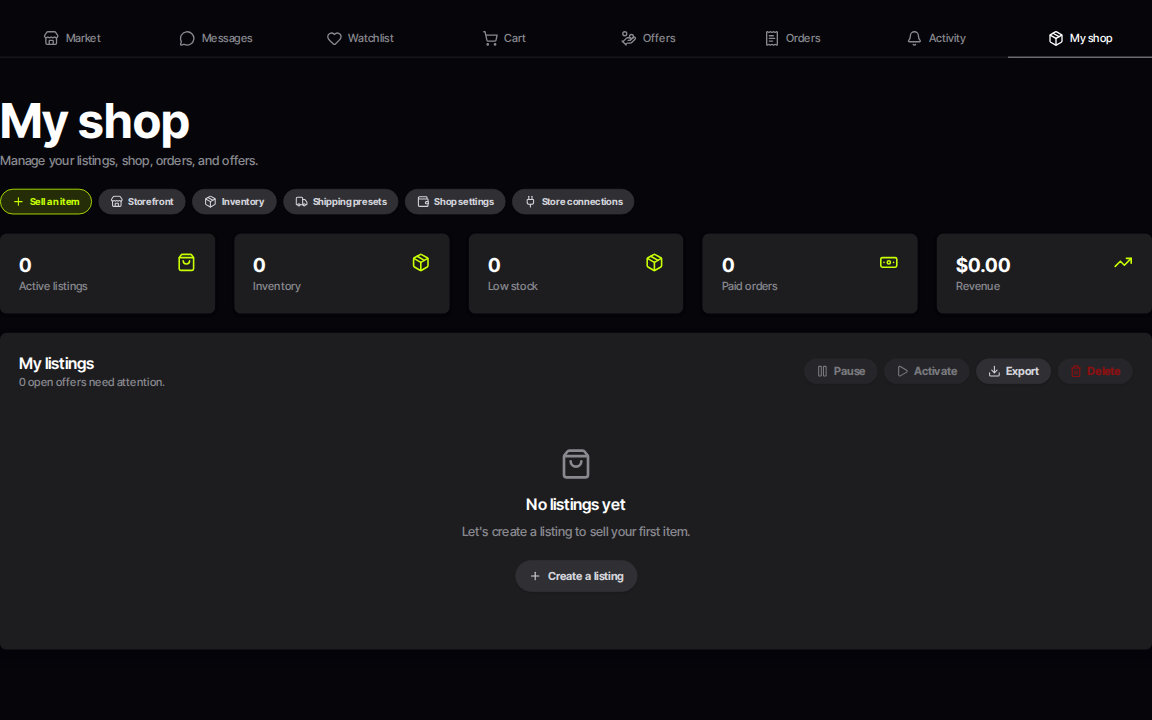 Market
Messages
Watchlist
Cart
Offers
Orders
Activity
My shop
My shop
Manage your listings, shop, orders, and offers.
Sell an item
Storefront
Inventory
Shipping presets
Shop settings
Store connections
0
Active listings
0
Inventory
0
Low stock
0
Paid orders
$0.00
Revenue
My listings
0 open offers need attention.
Pause
Activate
Export
Delete
No listings yet
Let's create a listing to sell your first item.
Create a listing